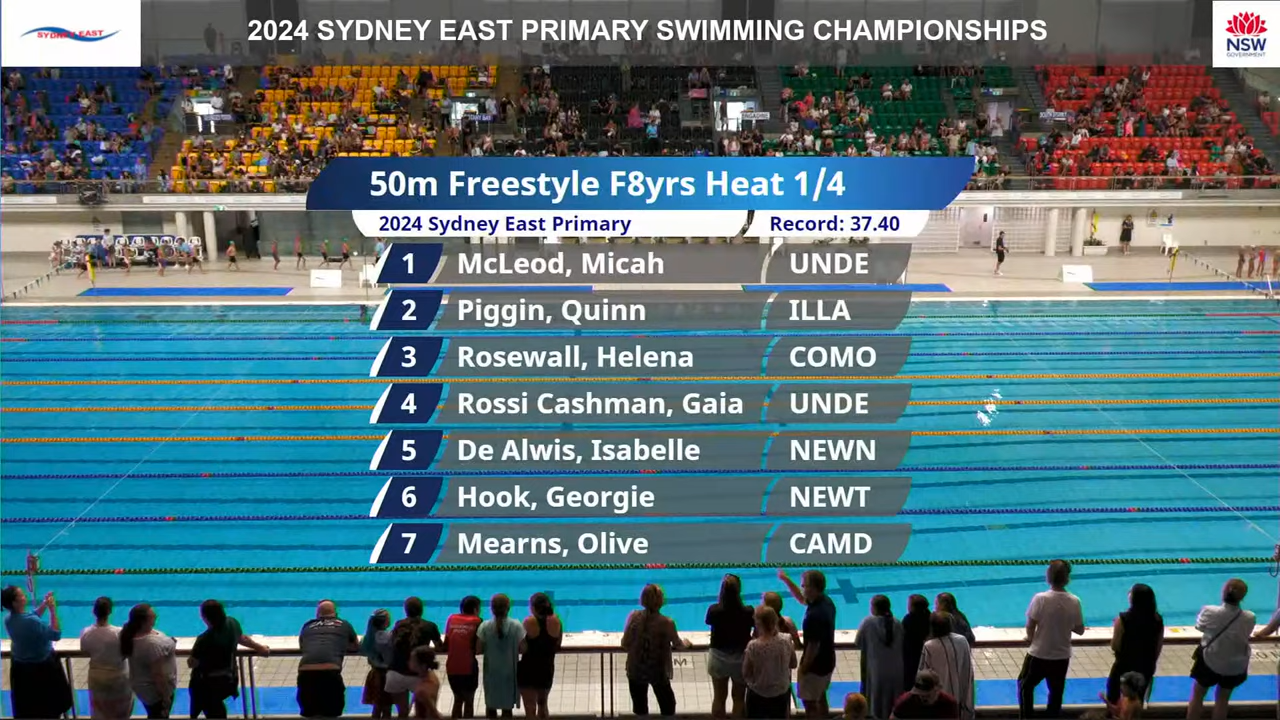 2024 SYDNEY EAST PRIMARY SWIMMING CHAMPIONSHIPS
SYDNEY EAST
NSW
GOVERNMENT
50m Freestyle F8yrs Heat 1/4
2024 Sydney East Primary Record: 37.40
1 McLeod, Micah UNDE
2 Piggin, Quinn ILLA
3 Rosewall, Helena COMO
4 Rossi Cashman, Gaia UNDE
5 De Alwis, Isabelle NEWN
6 Hook, Georgie NEWT
7 Mearns, Olive CAMD